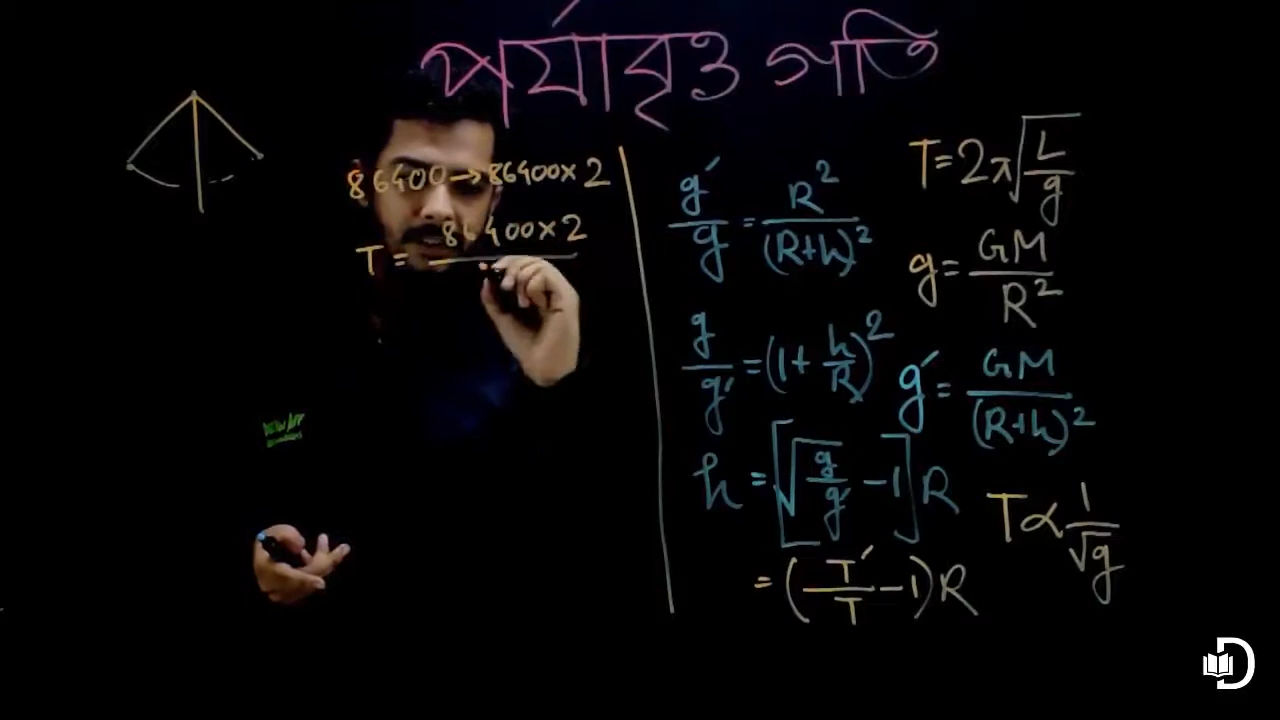 পর্যাবৃত্ত গতি
86400 → 86400 × 2
T = 86400 × 2
g′/g = R²/(R+h)²
g/g′ = (1 + h/R)²
h = [√(g/g′) − 1] R
= (T′/T − 1) R
T = 2π√(L/g)
g = GM/R²
g′ = GM/(R+h)²
T ∝ 1/√g
D